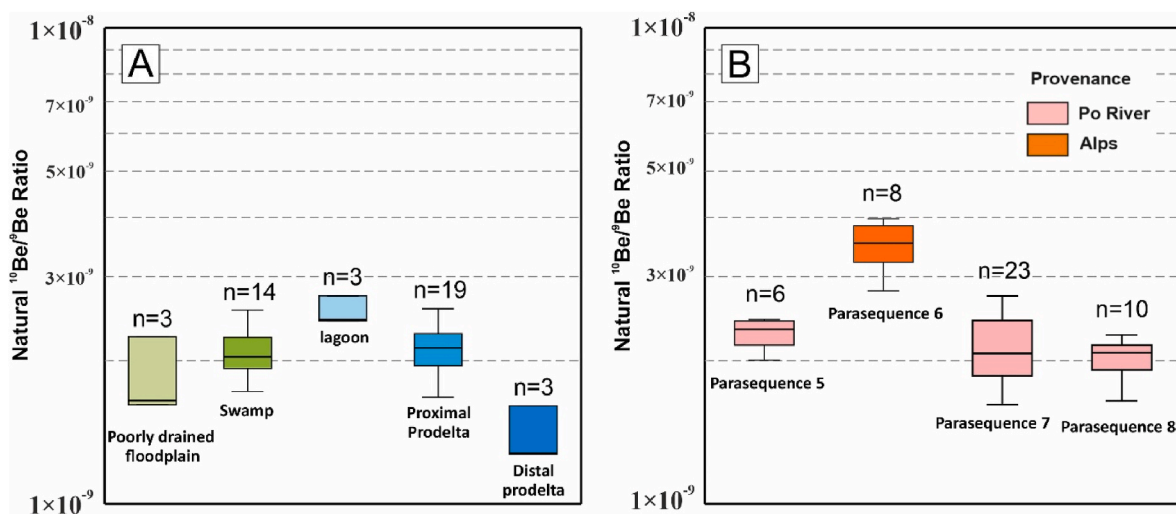 A
Natural ¹⁰Be/⁹Be Ratio
1×10⁻⁸
7×10⁻⁹
5×10⁻⁹
3×10⁻⁹
1×10⁻⁹
n=3
Poorly drained
floodplain
n=14
Swamp
n=3
lagoon
n=19
Proximal
Prodelta
n=3
Distal
prodelta
B
Natural ¹⁰Be/⁹Be Ratio
1×10⁻⁸
7×10⁻⁹
5×10⁻⁹
3×10⁻⁹
1×10⁻⁹
Provenance
Po River
Alps
n=6
Parasequence 5
n=8
Parasequence 6
n=23
Parasequence 7
n=10
Parasequence 8